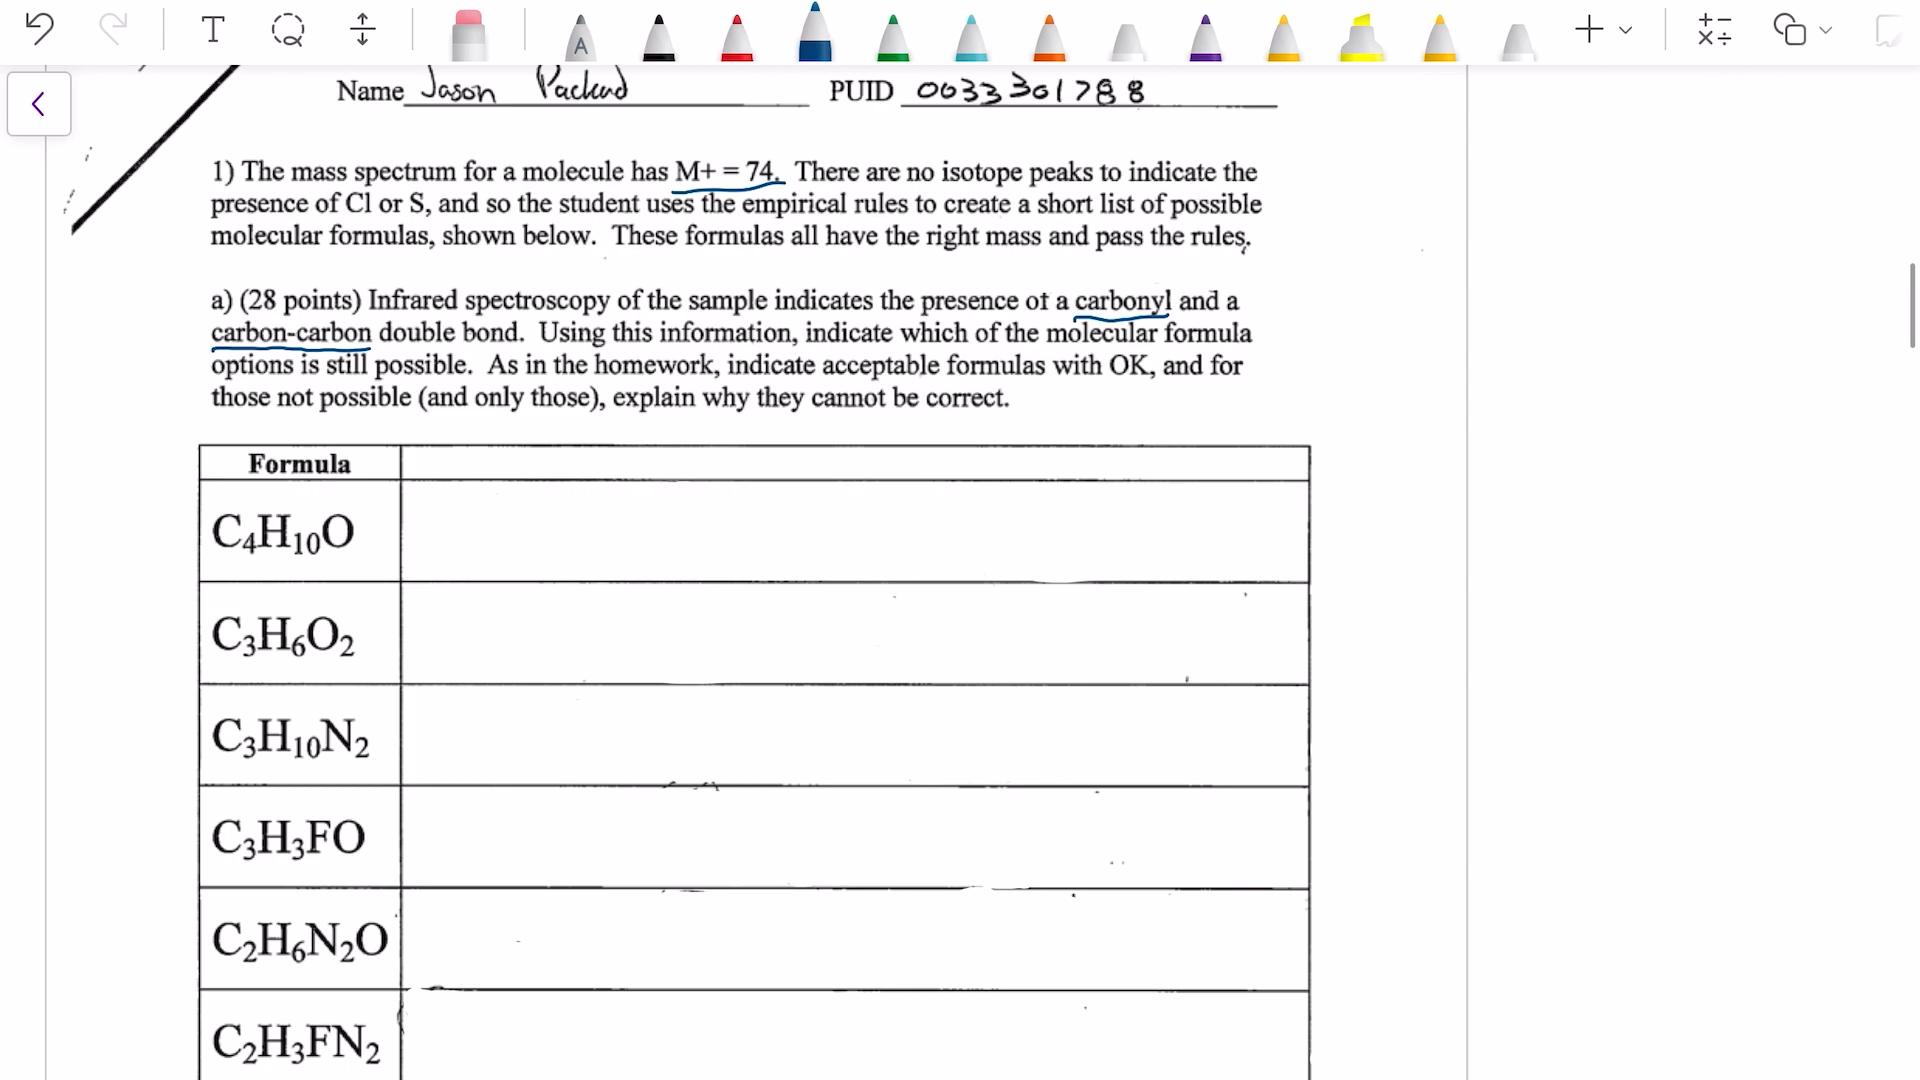 T
A
Name Jason Packard PUID 0033301788
1) The mass spectrum for a molecule has M+ = 74. There are no isotope peaks to indicate the
presence of Cl or S, and so the student uses the empirical rules to create a short list of possible
molecular formulas, shown below. These formulas all have the right mass and pass the rules.
a) (28 points) Infrared spectroscopy of the sample indicates the presence of a carbonyl and a
carbon-carbon double bond. Using this information, indicate which of the molecular formula
options is still possible. As in the homework, indicate acceptable formulas with OK, and for
those not possible (and only those), explain why they cannot be correct.
Formula
C₄H₁₀O
C₃H₆O₂
C₃H₁₀N₂
C₃H₃FO
C₂H₆N₂O
C₂H₃FN₂